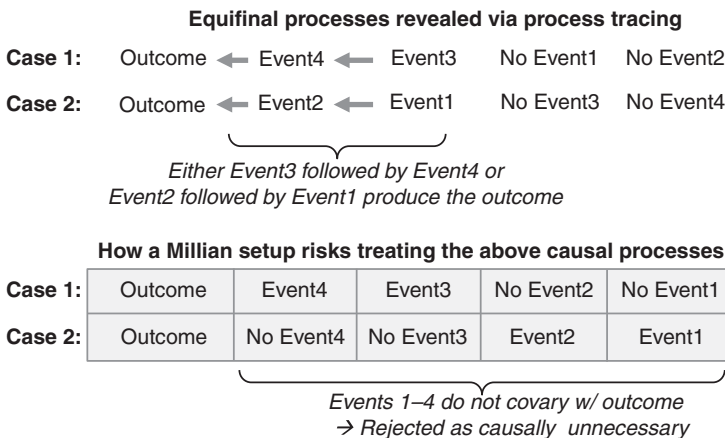 Equifinal processes revealed via process tracing
Case 1: Outcome Event4 Event3 No Event1 No Event2
Case 2: Outcome Event2 Event1 No Event3 No Event4
Either Event3 followed by Event4 or
Event2 followed by Event1 produce the outcome
How a Millian setup risks treating the above causal processes
Case 1: Outcome Event4 Event3 No Event2 No Event1
Case 2: Outcome No Event4 No Event3 Event2 Event1
Events 1–4 do not covary w/ outcome
→ Rejected as causally unnecessary